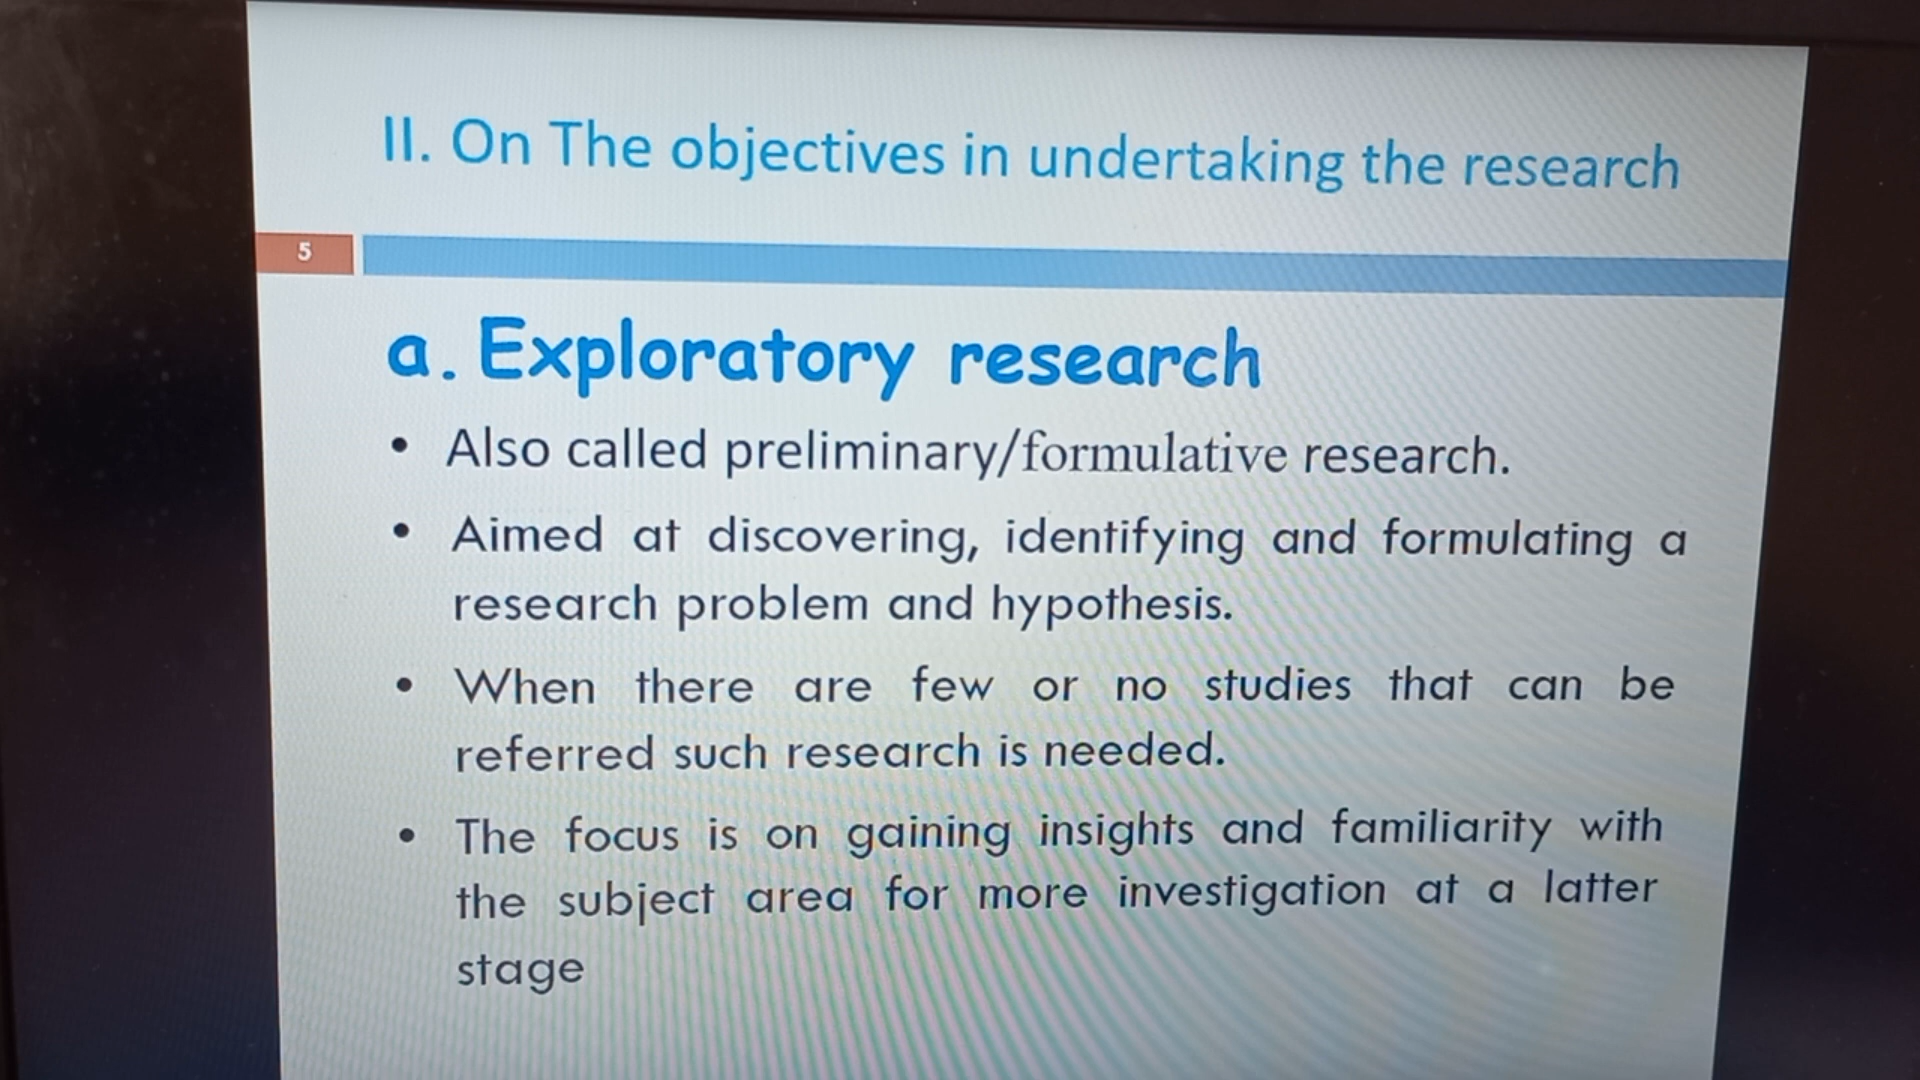 II. On The objectives in undertaking the research
5
a. Exploratory research
• Also called preliminary/formulative research.
• Aimed at discovering, identifying and formulating a
research problem and hypothesis.
• When there are few or no studies that can be
referred such research is needed.
• The focus is on gaining insights and familiarity with
the subject area for more investigation at a latter
stage